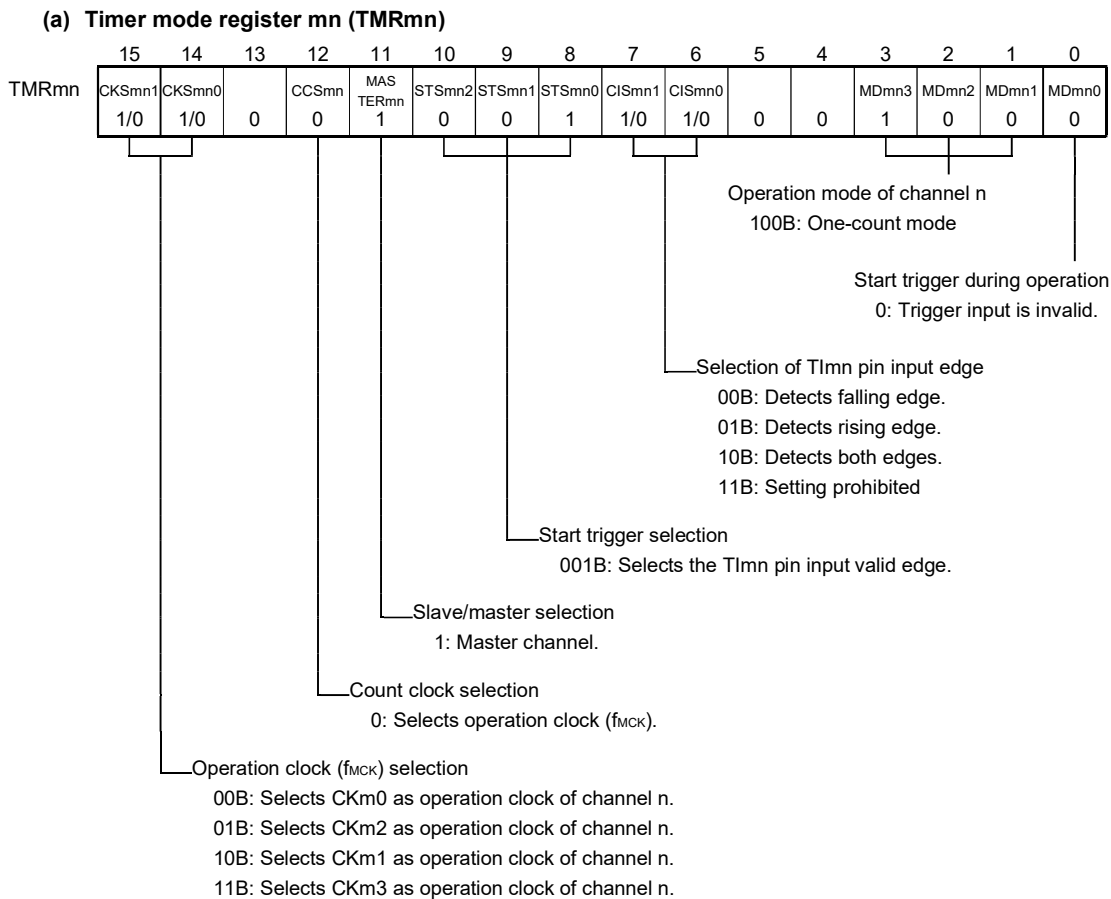 (a) Timer mode register mn (TMRmn)
15 14 13 12 11 10 9 8 7 6 5 4 3 2 1 0
TMRmn CKSmn1 CKSmn0 CCSmn MAS TERmn STSmn2 STSmn1 STSmn0 CISmn1 CISmn0 MDmn3 MDmn2 MDmn1 MDmn0
1/0 1/0 0 0 1 0 0 1 1/0 1/0 0 0 1 0 0 0
Operation mode of channel n
100B: One-count mode
Start trigger during operation
0: Trigger input is invalid.
Selection of TImn pin input edge
00B: Detects falling edge.
01B: Detects rising edge.
10B: Detects both edges.
11B: Setting prohibited
Start trigger selection
001B: Selects the TImn pin input valid edge.
Slave/master selection
1: Master channel.
Count clock selection
0: Selects operation clock (fMCK).
Operation clock (fMCK) selection
00B: Selects CKm0 as operation clock of channel n.
01B: Selects CKm2 as operation clock of channel n.
10B: Selects CKm1 as operation clock of channel n.
11B: Selects CKm3 as operation clock of channel n.